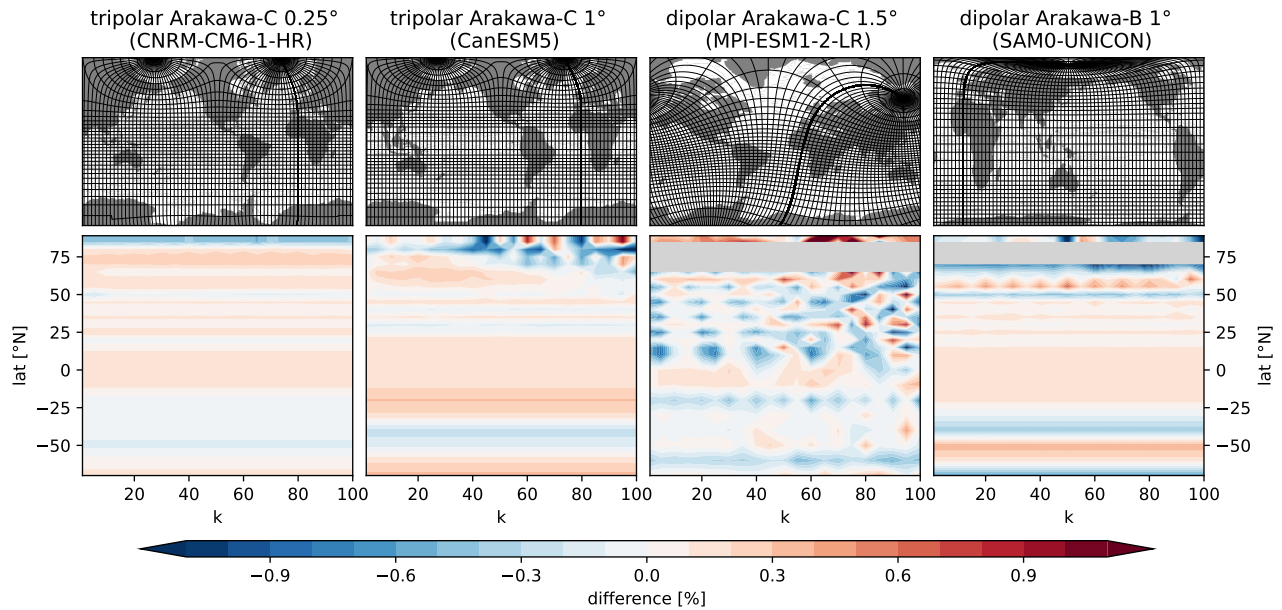 tripolar Arakawa-C 0.25°
(CNRM-CM6-1-HR)
tripolar Arakawa-C 1°
(CanESM5)
dipolar Arakawa-C 1.5°
(MPI-ESM1-2-LR)
dipolar Arakawa-B 1°
(SAM0-UNICON)
lat [°N]
75
50
25
0
−25
−50
20 40 60 80 100
k
20 40 60 80 100
k
20 40 60 80 100
k
20 40 60 80 100
k
75
50
25
0
−25
−50
lat [°N]
−0.9 −0.6 −0.3 0.0 0.3 0.6 0.9
difference [%]